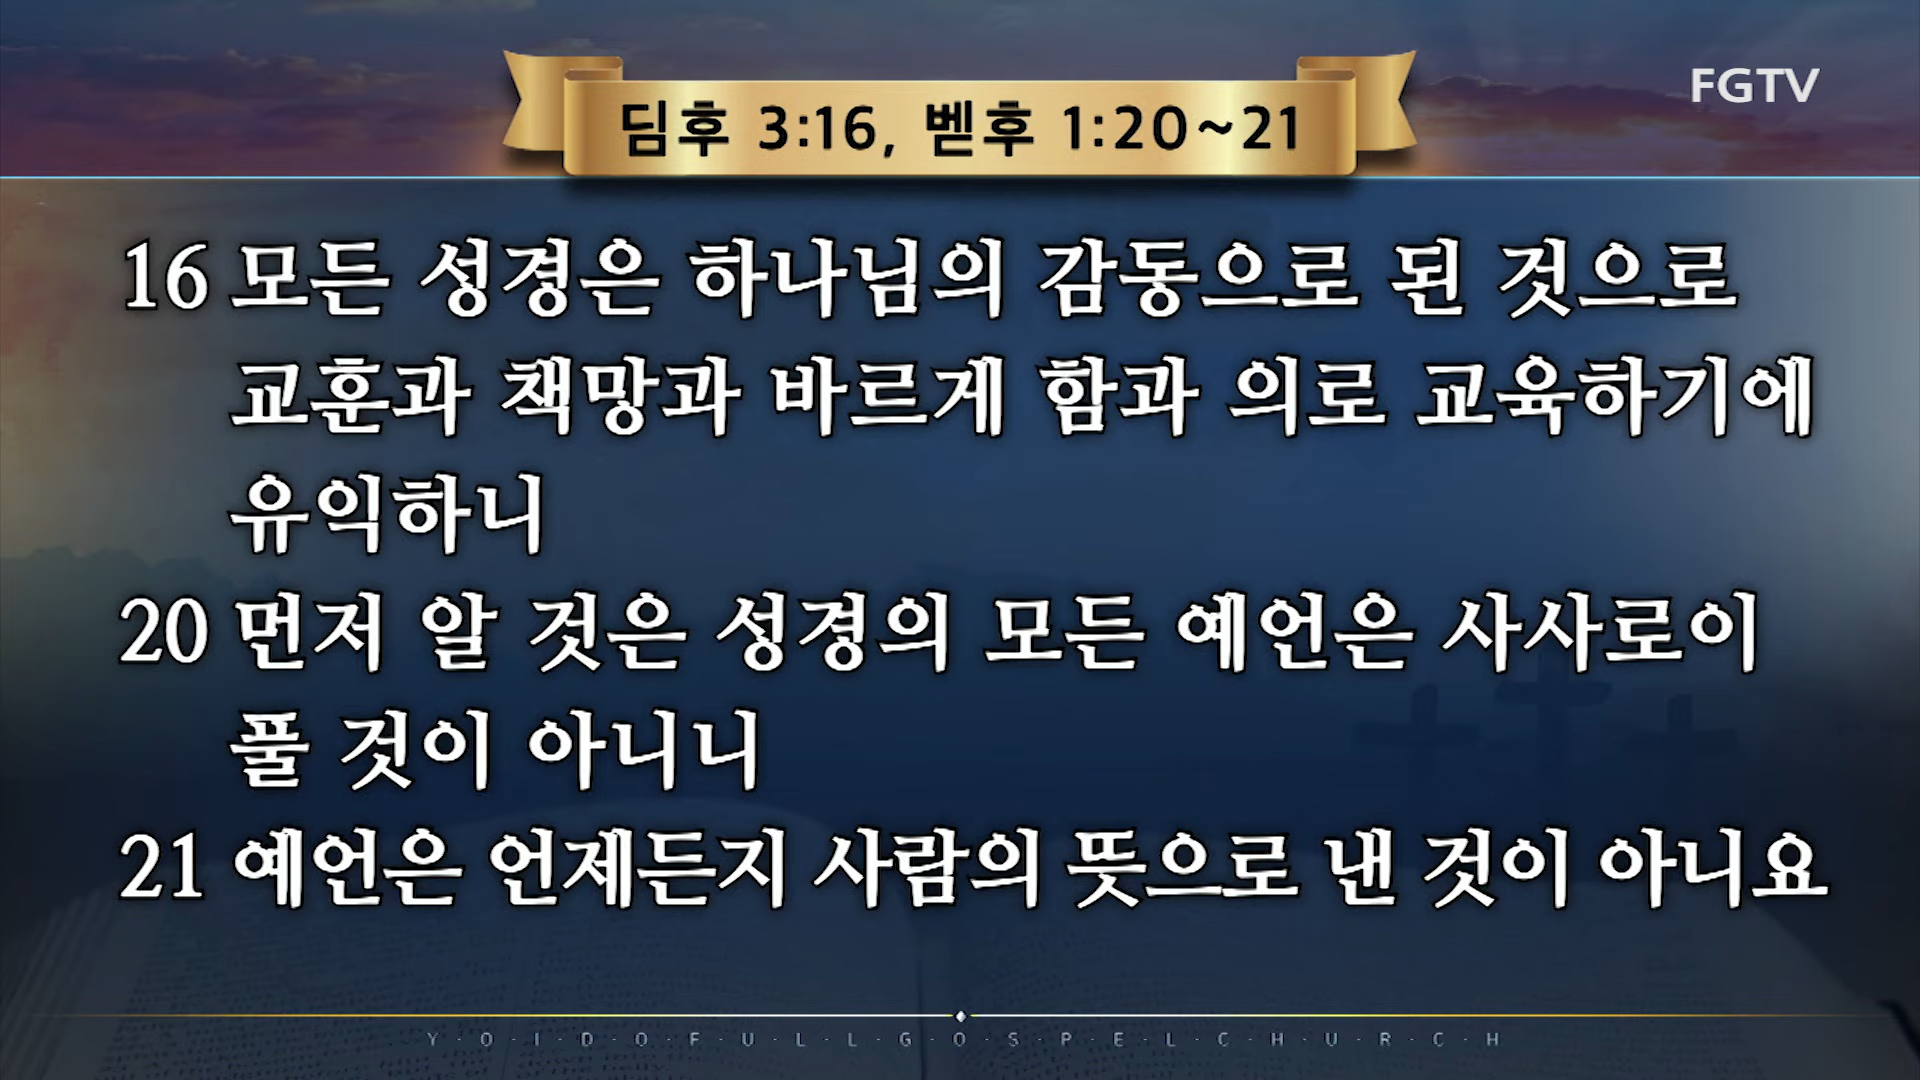 FGTV
딤후 3:16, 벧후 1:20~21
16 모든 성경은 하나님의 감동으로 된 것으로
교훈과 책망과 바르게 함과 의로 교육하기에
유익하니
20 먼저 알 것은 성경의 모든 예언은 사사로이
풀 것이 아니니
21 예언은 언제든지 사람의 뜻으로 낸 것이 아니요
Y·O·I·D·O·F·U·L·L·G·O·S·P·E·L·C·H·U·R·C·H